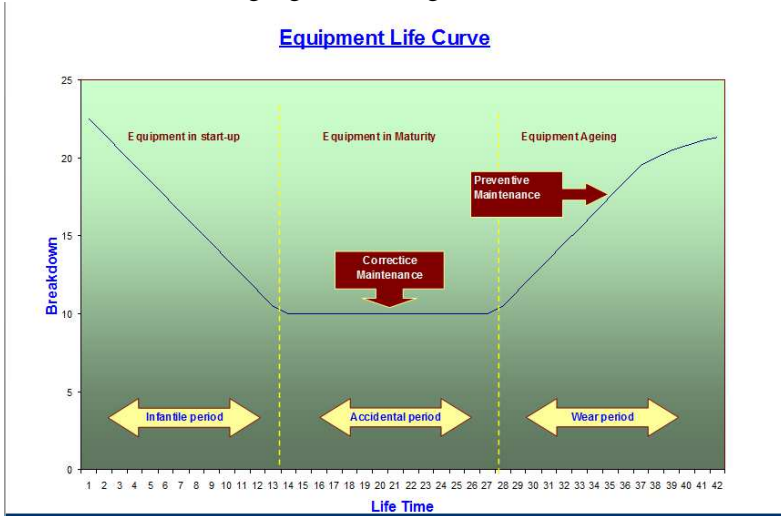 Equipment Life Curve
25
20
15
10
5
0
Breakdown
Equipment in start-up
Equipment in Maturity
Equipment Ageing
Preventive
Maintenance
Correctice
Maintenance
Infantile period
Accidental period
Wear period
1 2 3 4 5 6 7 8 9 10 11 12 13 14 15 16 17 18 19 20 21 22 23 24 25 26 27 28 29 30 31 32 33 34 35 36 37 38 39 40 41 42
Life Time